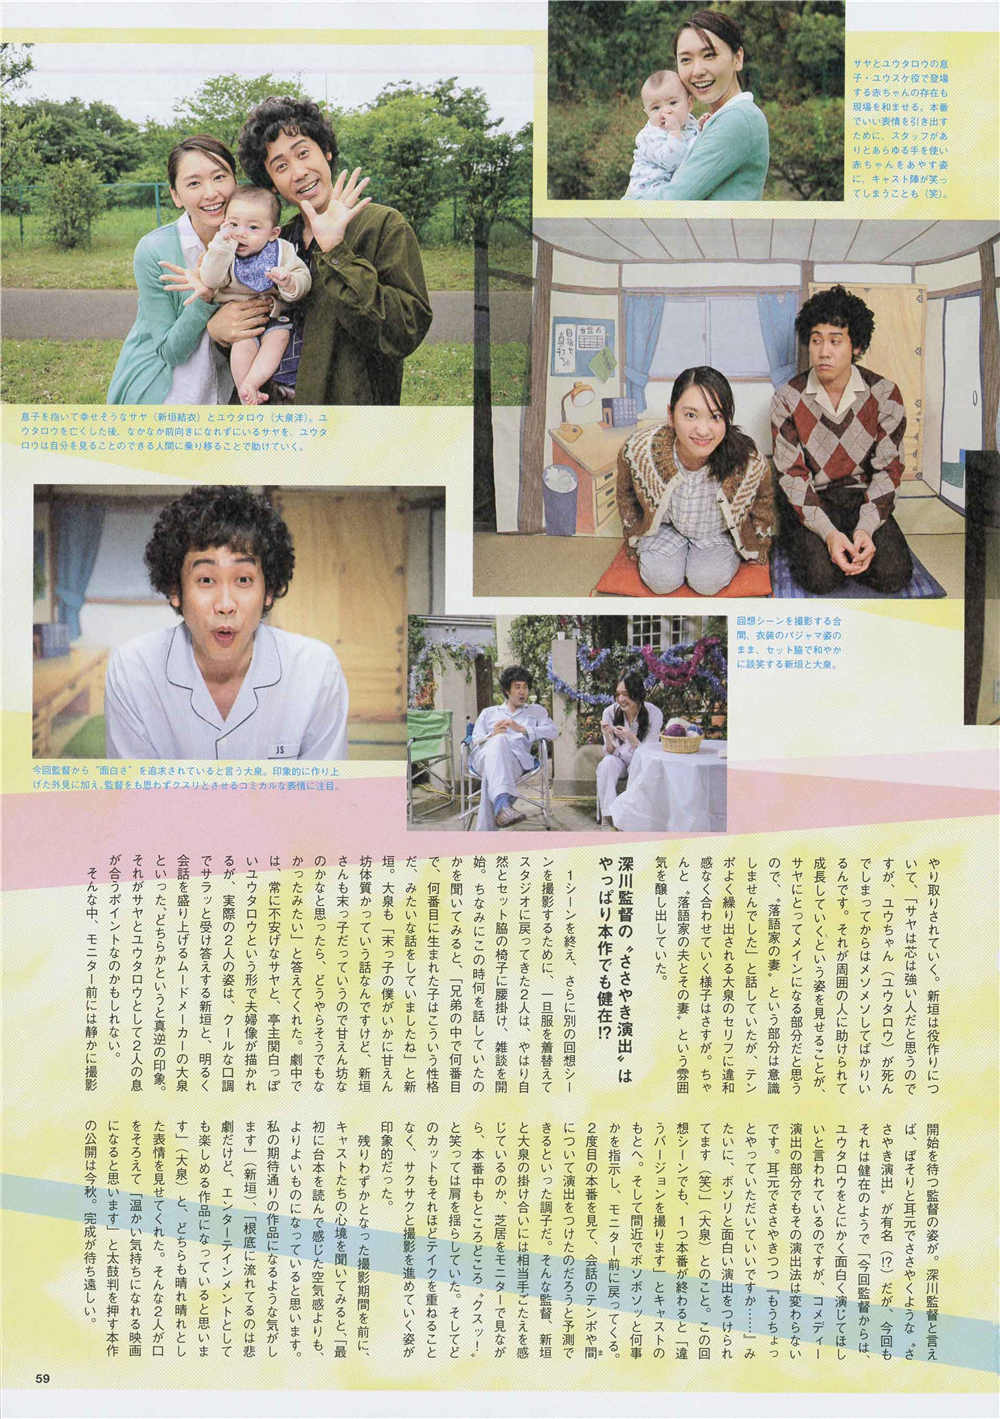 サヤとユウタロウの息
子・ユウスケ役で登場
する赤ちゃんの存在も
現場を和ませる。本番
でいい表情を引き出す
ために、スタッフがあ
りとあらゆる手を使い
赤ちゃんをあやす姿
に、キャスト陣が笑っ
てしまうことも（笑）。
息子を抱いて幸せそうなサヤ（新垣結衣）とユウタロウ（大泉洋）。ユ
ウタロウを亡くした後、なかなか前向きになれずにいるサヤを、ユウタ
ロウは自分を見ることのできる人間に乗り移ることで助けていく。
回想シーンを撮影する合
間、衣装のパジャマ姿の
まま、セット脇で和やか
に談笑する新垣と大泉。
JS
今回監督から“面白さ”を追求されていると言う大泉。印象的に作り上
げた外見に加え、監督をも思わずクスリとさせるコミカルな表情に注目。
やり取りされていく。新垣は役作りにつ
いて、「サヤは芯は強い人だと思うので
すが、ユウちゃん（ユウタロウ）が死ん
でしまってからはメソメソしてばかりい
るんです。それが周囲の人に助けられて
成長していくという姿を見せることが、
サヤにとってメインになる部分だと思う
ので、〝落語家の妻〟という部分は意識
しませんでした」と話していたが、テン
ポよく繰り出される大泉のセリフに違和
感なく合わせていく様子はさすが。ちゃ
んと〝落語家の夫とその妻〟という雰囲
気を醸し出していた。
深川監督の〝ささやき演出〟は
やっぱり本作でも健在!?
1シーンを終え、さらに別の回想シー
ンを撮影するために、一旦服を着替えて
スタジオに戻ってきた2人は、やはり自
然とセット脇の椅子に腰掛け、雑談を開
始。ちなみにこの時何を話していたの
かを聞いてみると、「兄弟の中で何番目
で、何番目に生まれた子はこういう性格
だ、みたいな話をしていましたね」と新
垣。大泉も「末っ子の僕がいかに甘えん
坊体質かっていう話なんですけど、新垣
さんも末っ子だっていうので甘えん坊な
のかなと思ったら、どうやらそうでもな
かったみたい」と答えてくれた。劇中で
は、常に不安げなサヤと、亭主関白っぽ
いユウタロウという形で夫婦像が描かれ
るが、実際の2人の姿は、クールな口調
でサラッと受け答えする新垣と、明るく
会話を盛り上げるムードメーカーの大泉
といった、どちらかというと真逆の印象。
それがサヤとユウタロウとして2人の息
が合うポイントなのかもしれない。
そんな中、モニター前には静かに撮影
開始を待つ監督の姿が。深川監督と言え
ば、ぼそりと耳元でささやくような〝さ
さやき演出〟が有名（!?）だが、今回も
それは健在のようで「今回監督からは、
ユウタロウをとにかく面白く演じてほし
いと言われているのですが、コメディー
演出の部分でもその演出法は変わらない
です。耳元でささやきつつ『もうちょっ
とやっていただいていいですか……』み
たいに、ボソリと面白い演出をつけられ
てます（笑）」（大泉）とのこと。この回
想シーンでも、1つ本番が終わると「違
うバージョンを撮ります」とキャストの
もとへ。そして間近でボソボソッと何事
かを指示し、モニター前に戻ってくる。
2度目の本番を見て、会話のテンポや間
ま
について演出をつけたのだろうと予測で
きるといった調子だ。そんな監督、新垣
と大泉の掛け合いには相当手ごたえを感
じているのか、芝居をモニターで見なが
ら、本番中もところどころ〝クスッ！〟
と笑っては肩を揺らしていた。そしてど
のカットもそれほどテイクを重ねること
なく、サクサクと撮影を進めていく姿が
印象的だった。
残りわずかとなった撮影期間を前に、
キャストたちの心境を聞いてみると、「最
初に台本を読んで感じた空気感よりも、
よりよいものになっていると思います。
私の期待通りの作品になるような気がし
ます」（新垣）、「根底に流れてるのは悲
劇だけど、エンターテインメントとして
も楽しめる作品になっていると思いま
す」（大泉）と、どちらも晴れ晴れとし
た表情を見せてくれた。そんな2人が口
をそろえて「温かい気持ちになれる映画
になると思います」と太鼓判を押す本作
の公開は今秋。完成が待ち遠しい。
59